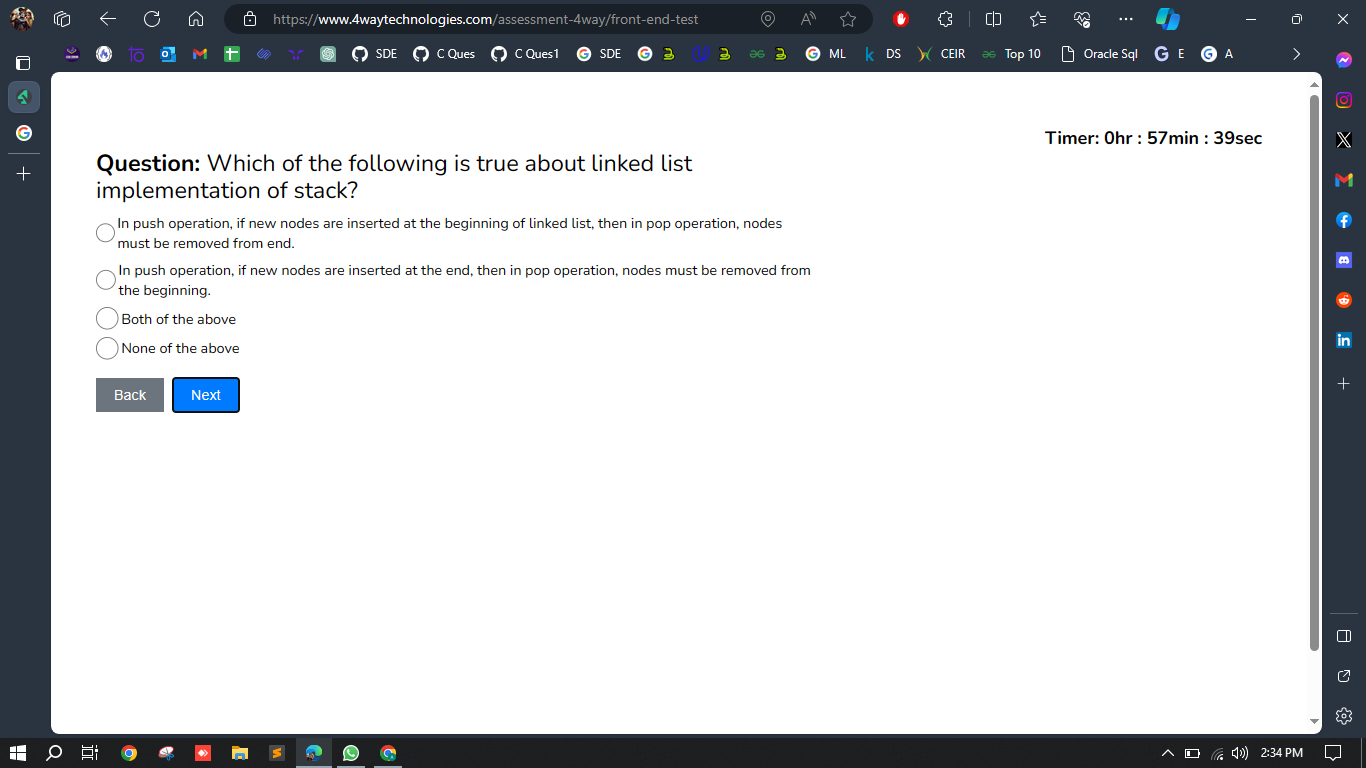 https://www.4waytechnologies.com/assessment-4way/front-end-test
SDE
C Ques
C Ques1
SDE
ML
DS
CEIR
Top 10
Oracle Sql
E
A
Timer: 0hr : 57min : 39sec
Question: Which of the following is true about linked list
implementation of stack?
In push operation, if new nodes are inserted at the beginning of linked list, then in pop operation, nodes
must be removed from end.
In push operation, if new nodes are inserted at the end, then in pop operation, nodes must be removed from
the beginning.
Both of the above
None of the above
Back
Next
2:34 PM